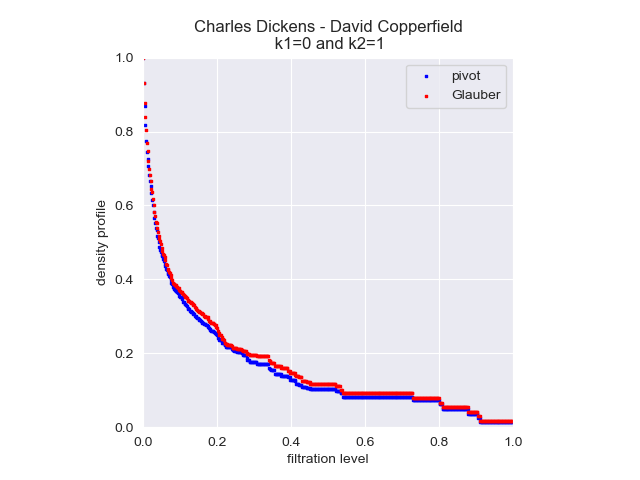 Charles Dickens - David Copperfield
k1=0 and k2=1
pivot
Glauber
1.0
0.8
0.6
0.4
0.2
0.0
density profile
0.0 0.2 0.4 0.6 0.8 1.0
filtration level